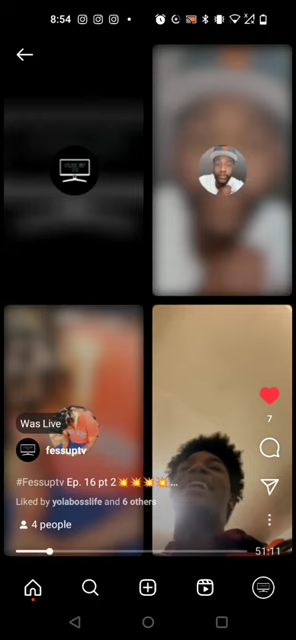 8:54
Was Live
fessuptv
#Fessuptv Ep. 16 pt 2💥💥💥💥...
Liked by yolabosslife and 6 others
4 people
7
51:11